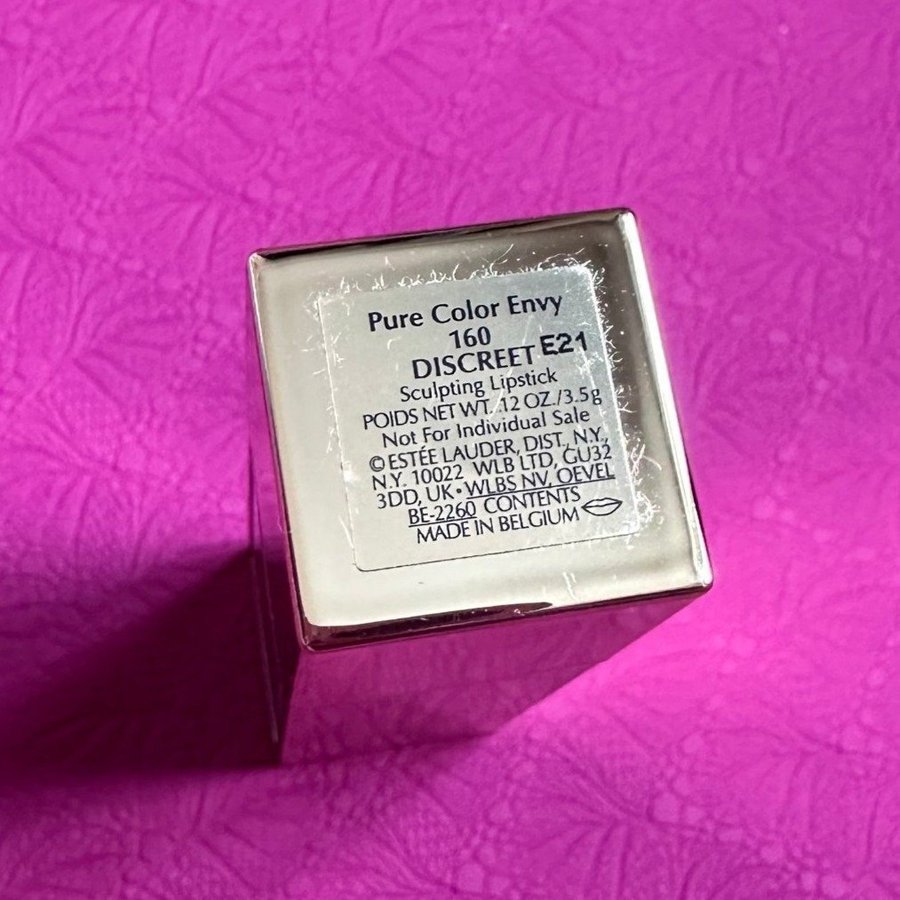 Pure Color Envy
160
DISCREET E21
Sculpting Lipstick
POIDS NET WT. .12 OZ./3.5g
Not For Individual Sale
© ESTÉE LAUDER, DIST. N.Y.,
N.Y. 10022 WLB LTD, GU32
3DD, UK • WLBS NV, OEVEL
BE-2260 CONTENTS
MADE IN BELGIUM